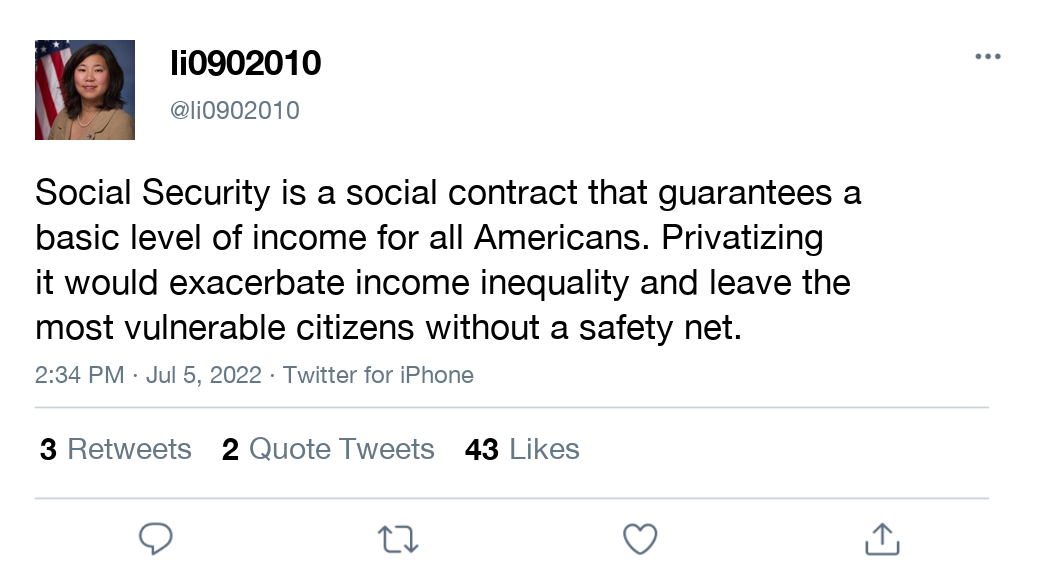 li0902010
@li0902010
Social Security is a social contract that guarantees a
basic level of income for all Americans. Privatizing
it would exacerbate income inequality and leave the
most vulnerable citizens without a safety net.
2:34 PM · Jul 5, 2022 · Twitter for iPhone
3 Retweets 2 Quote Tweets 43 Likes